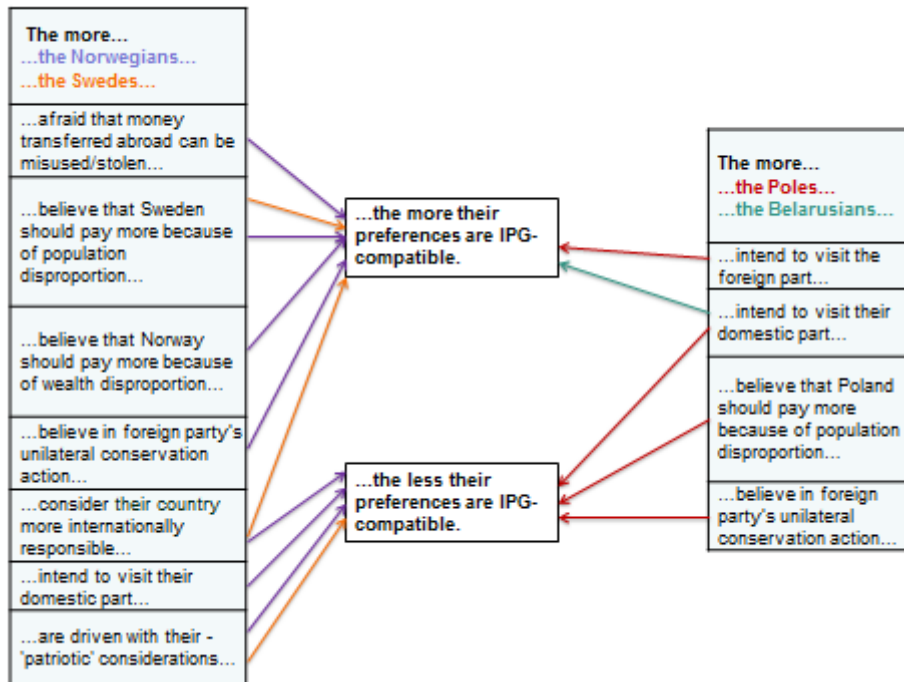 The more...
...the Norwegians...
...the Swedes...
...afraid that money
transferred abroad can be
misused/stolen...
...believe that Sweden
should pay more because
of population
disproportion...
...believe that Norway
should pay more because
of wealth disproportion...
...believe in foreign party's
unilateral conservation
action...
...consider their country
more internationally
responsible...
...intend to visit their
domestic part...
...are driven with their -
'patriotic' considerations...
...the more their
preferences are IPG-
compatible.
...the less their
preferences are IPG-
compatible.
The more...
...the Poles...
...the Belarusians...
...intend to visit the
foreign part...
...intend to visit their
domestic part...
...believe that Poland
should pay more
because of population
disproportion...
...believe in foreign
party's unilateral
conservation action...